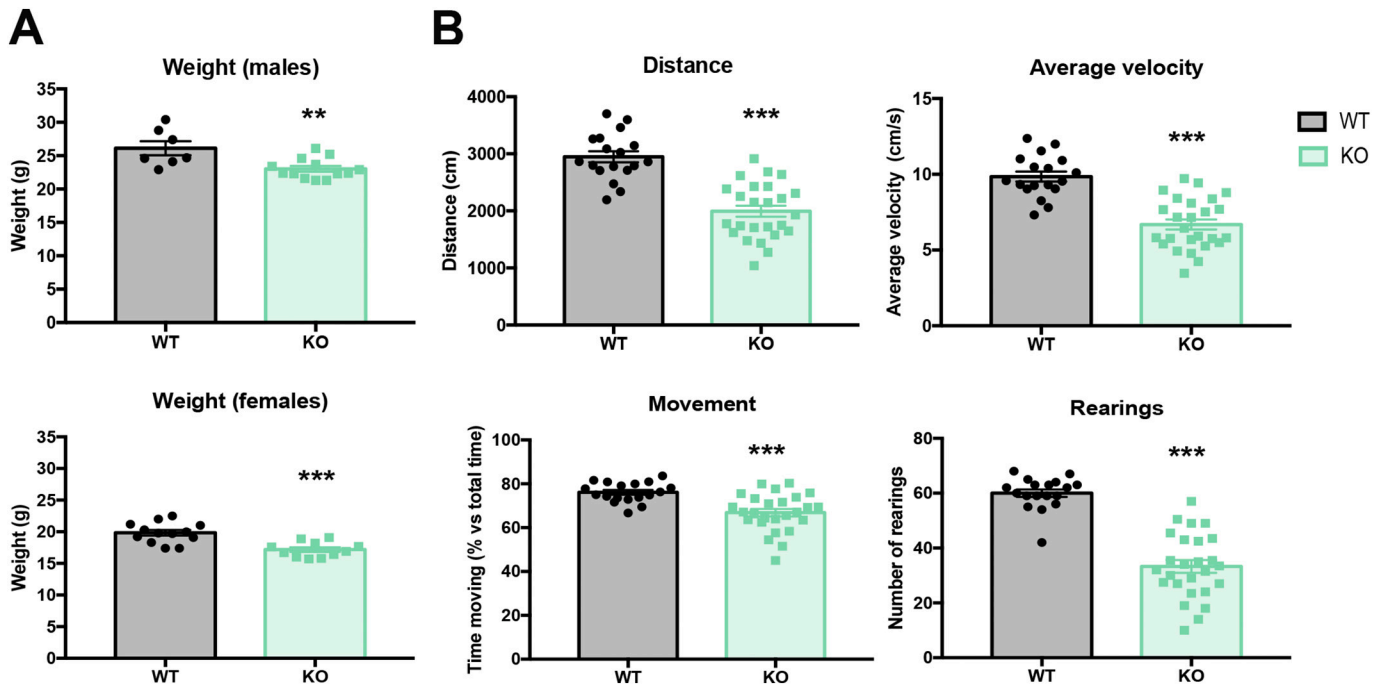 A
B
Weight (males)
Weight (g)
35
30
25
20
15
10
5
0
**
WT
KO
Distance
Distance (cm)
4000
3000
2000
1000
0
***
WT
KO
Average velocity
Average velocity (cm/s)
15
10
5
0
***
WT
KO
WT
KO
Weight (females)
Weight (g)
35
30
25
20
15
10
5
0
***
WT
KO
Movement
Time moving (% vs total time)
100
80
60
40
20
0
***
WT
KO
Rearings
Number of rearings
80
60
40
20
0
***
WT
KO